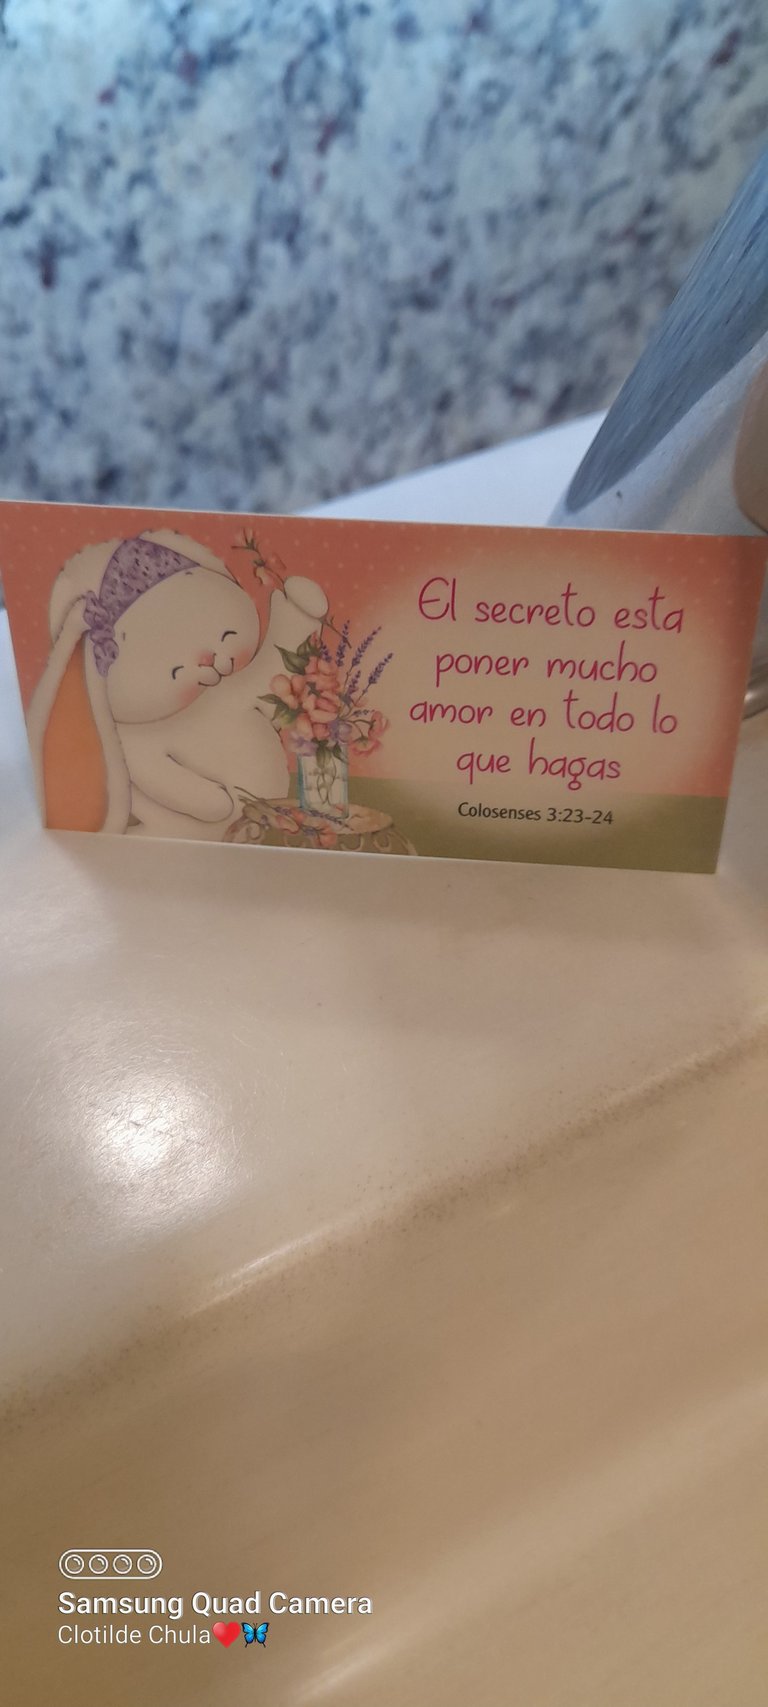 El secreto esta
poner mucho
amor en todo lo
que hagas
Colosenses 3:23-24
Samsung Quad Camera
Clotilde Chula❤️🦋